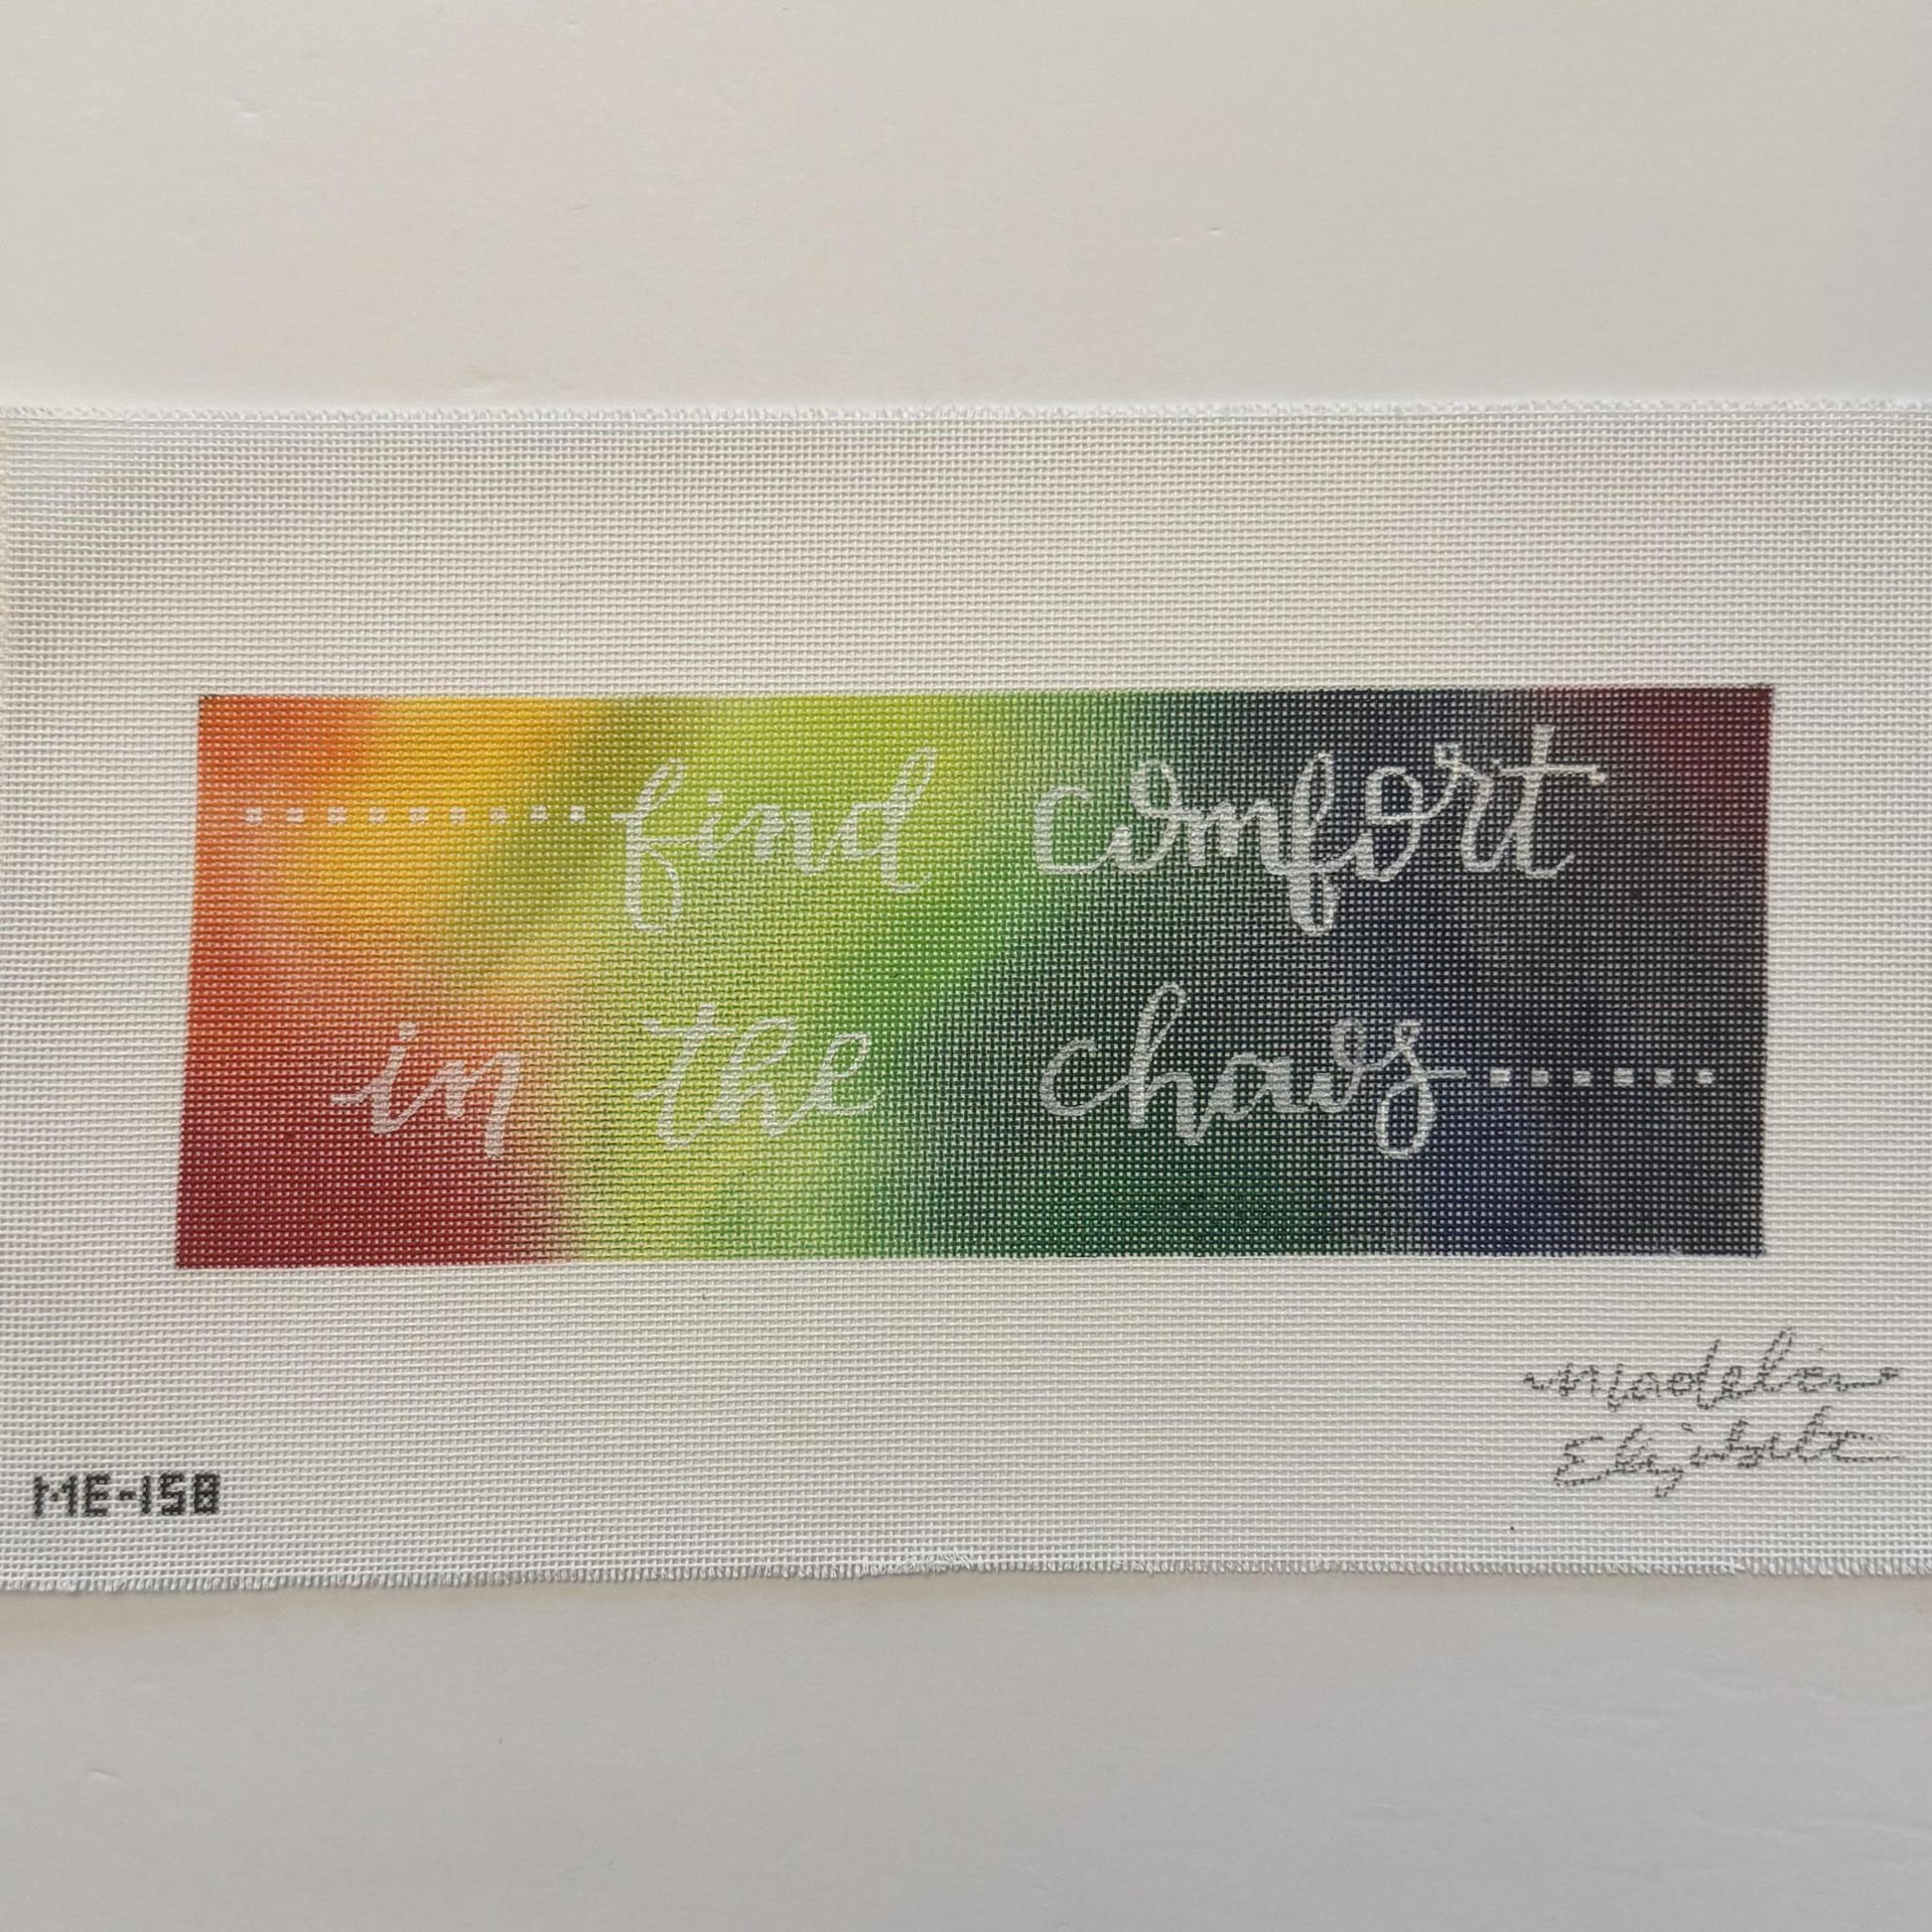 find comfort
in the chaos
madeleine
Elizabeth
ME-158